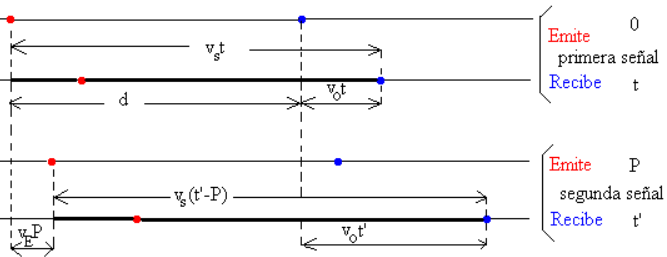 Emite 0
v_s t
primera señal
Recibe t
d
v_o t
Emite P
v_s(t'-P)
segunda señal
Recibe t'
v_E P
v_o t'